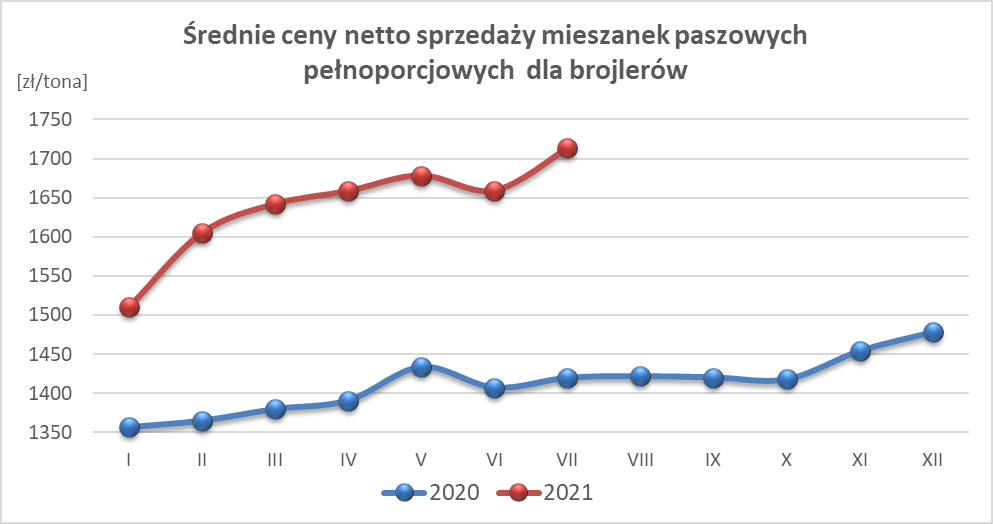 Średnie ceny netto sprzedaży mieszanek paszowych
pełnoporcjowych dla brojlerów
[zł/tona]
1750
1700
1650
1600
1550
1500
1450
1400
1350
I II III IV V VI VII VIII IX X XI XII
2020 2021